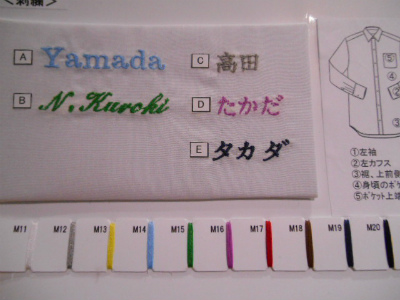 <刺繍>
A Yamada
C 高田
B N. Kuroki
D たかだ
E タカダ
⑤
③
①左袖
②左カフス
③裾、上前
④身頃のポケ
⑤ポケット上
M11 M12 M13 M14 M15 M16 M17 M18 M19 M20